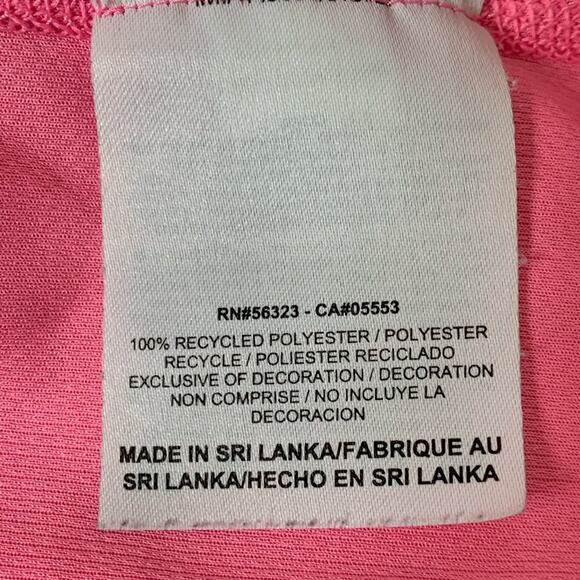 RN#56323 - CA#05553
100% RECYCLED POLYESTER / POLYESTER
RECYCLE / POLIESTER RECICLADO
EXCLUSIVE OF DECORATION / DECORATION
NON COMPRISE / NO INCLUYE LA
DECORACION
MADE IN SRI LANKA/FABRIQUE AU
SRI LANKA/HECHO EN SRI LANKA